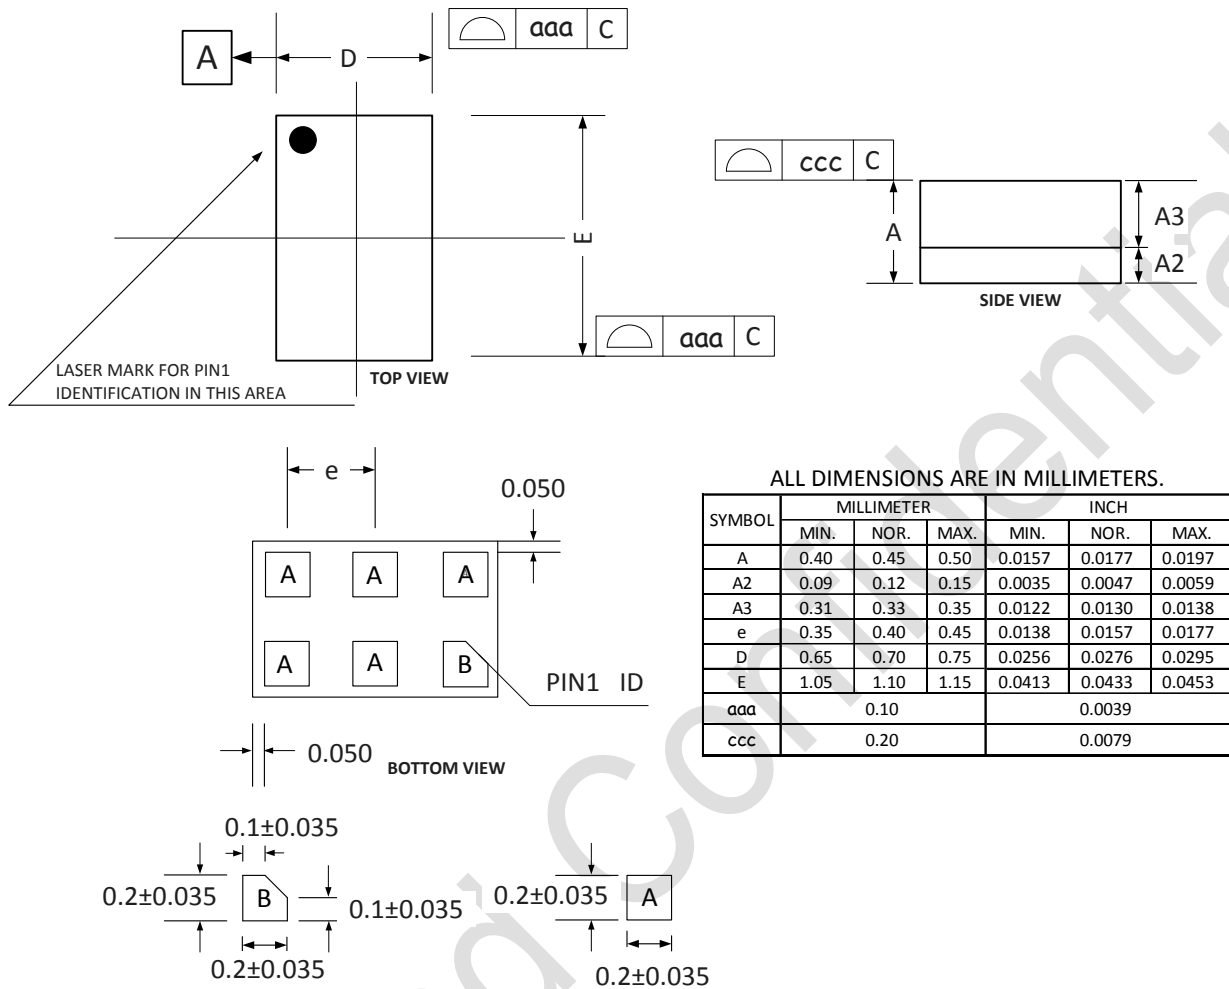 aaa C
A
D
ccc C
A
A3
A2
SIDE VIEW
E
aaa C
LASER MARK FOR PIN1
IDENTIFICATION IN THIS AREA
TOP VIEW
e
0.050
A A A
A A B
PIN1 ID
0.050
BOTTOM VIEW
ALL DIMENSIONS ARE IN MILLIMETERS.
SYMBOL MILLIMETER INCH
MIN. NOR. MAX. MIN. NOR. MAX.
A 0.40 0.45 0.50 0.0157 0.0177 0.0197
A2 0.09 0.12 0.15 0.0035 0.0047 0.0059
A3 0.31 0.33 0.35 0.0122 0.0130 0.0138
e 0.35 0.40 0.45 0.0138 0.0157 0.0177
D 0.65 0.70 0.75 0.0256 0.0276 0.0295
E 1.05 1.10 1.15 0.0413 0.0433 0.0453
aaa 0.10 0.0039
ccc 0.20 0.0079
0.1±0.035
0.2±0.035
B
0.1±0.035
0.2±0.035
0.2±0.035
A
0.2±0.035
Confidential